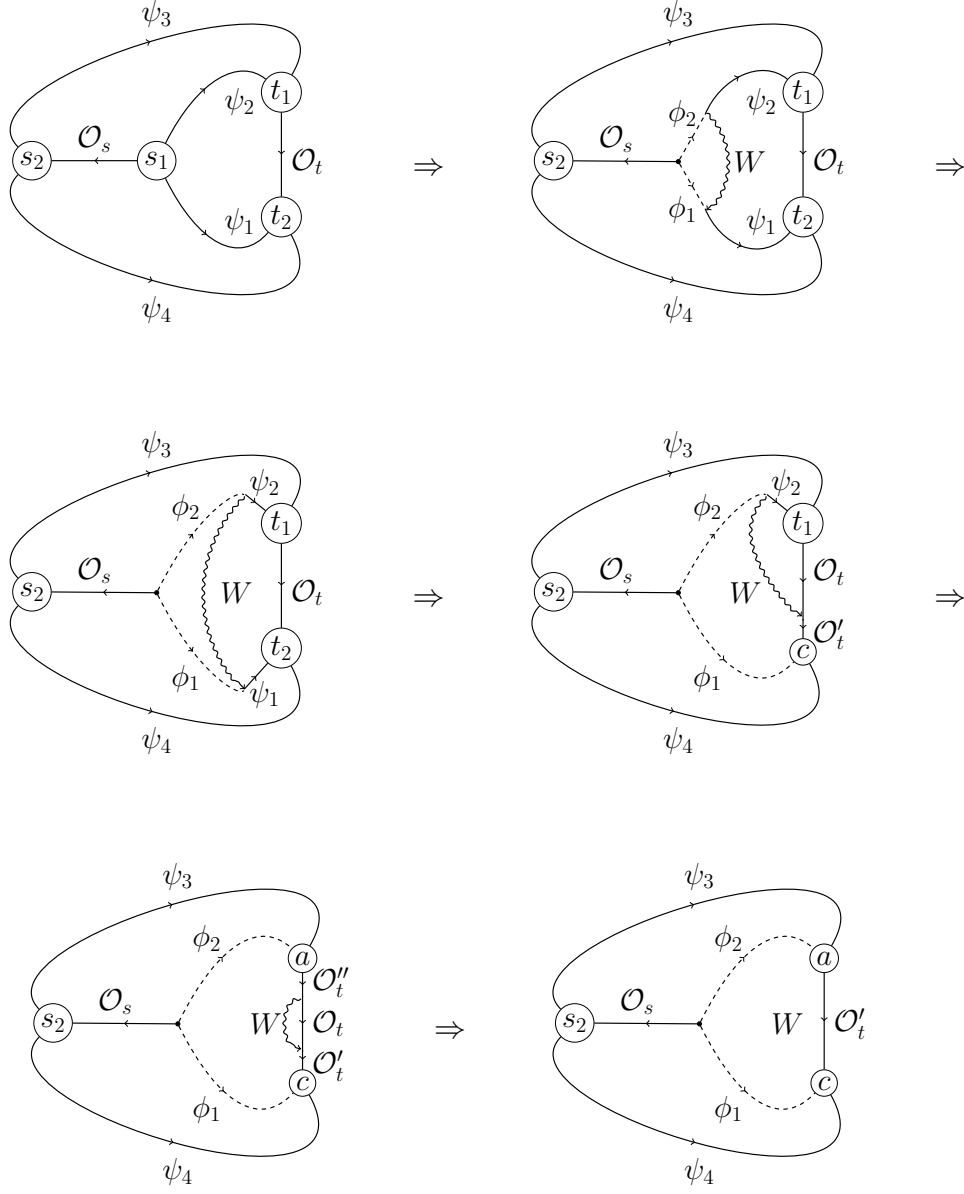 ψ₃ ψ₃
ψ₂ t₁ ϕ₂ ψ₂ t₁
s₂ 𝒪ₛ s₁ 𝒪ₜ ⇒ s₂ 𝒪ₛ W 𝒪ₜ ⇒
ψ₁ t₂ ϕ₁ ψ₁ t₂
ψ₄ ψ₄
ψ₃ ψ₃
ϕ₂ ψ₂ t₁ ϕ₂ ψ₂ t₁
s₂ 𝒪ₛ W 𝒪ₜ ⇒ s₂ 𝒪ₛ W 𝒪ₜ ⇒
𝒪′ₜ
ϕ₁ ψ₁ t₂ ϕ₁ c
ψ₄ ψ₄
ψ₃ ψ₃
ϕ₂ a ϕ₂ a
𝒪″ₜ
s₂ 𝒪ₛ W 𝒪ₜ ⇒ s₂ 𝒪ₛ W 𝒪′ₜ
𝒪′ₜ
ϕ₁ c ϕ₁ c
ψ₄ ψ₄